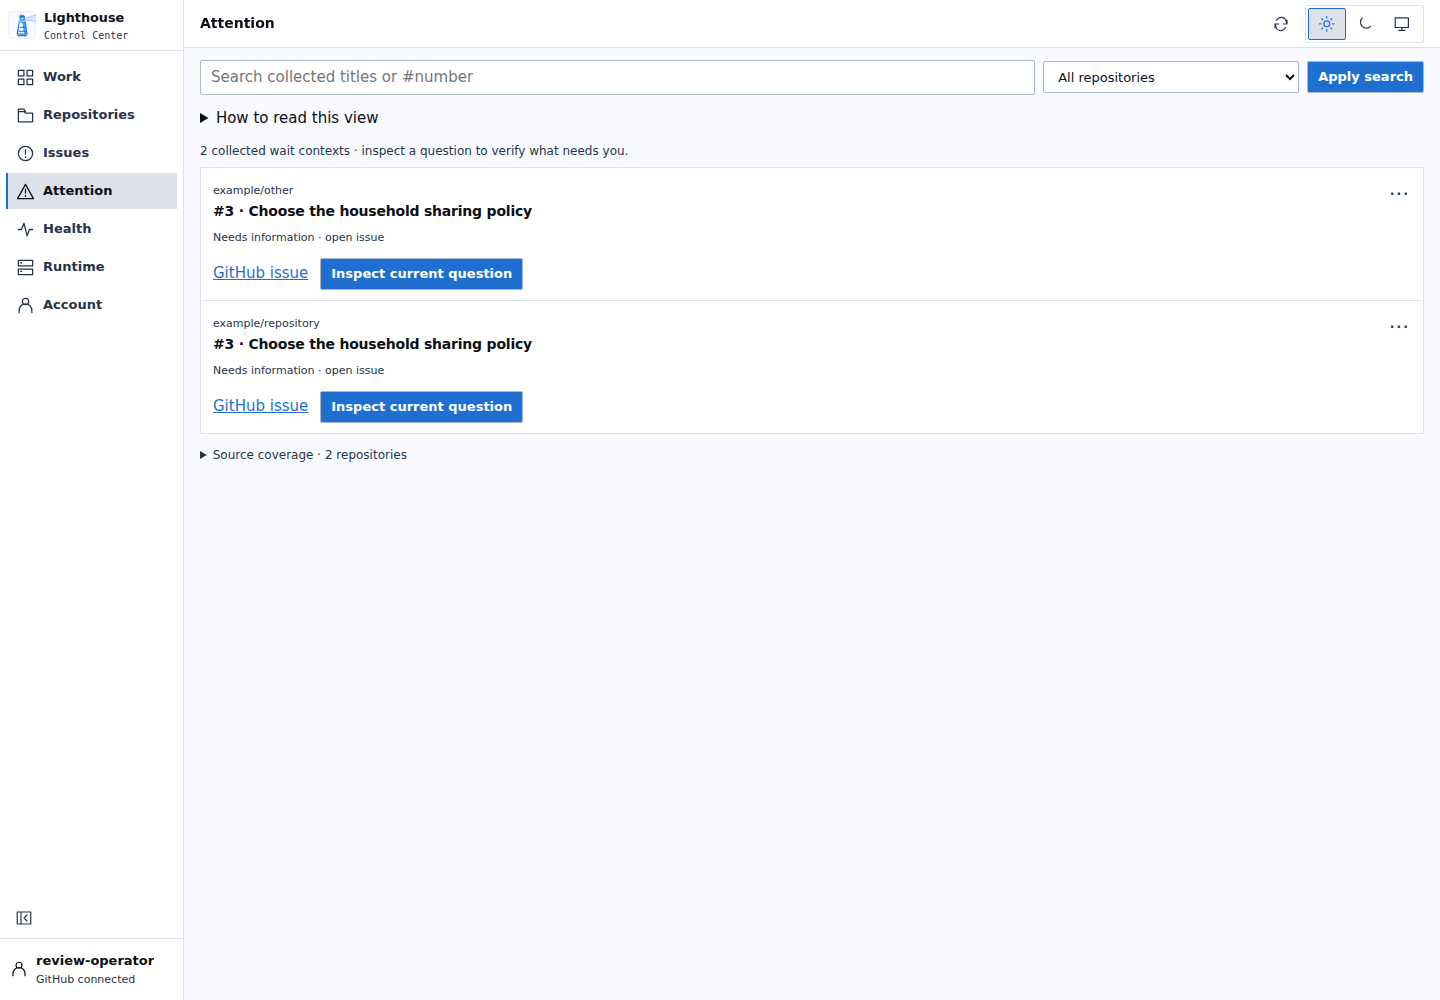 Lighthouse
Control Center
Work
Repositories
Issues
Attention
Health
Runtime
Account
review-operator
GitHub connected
Attention
Search collected titles or #number
All repositories
Apply search
How to read this view
2 collected wait contexts · inspect a question to verify what needs you.
example/other
#3 · Choose the household sharing policy
Needs information · open issue
GitHub issue
Inspect current question
example/repository
#3 · Choose the household sharing policy
Needs information · open issue
GitHub issue
Inspect current question
Source coverage · 2 repositories